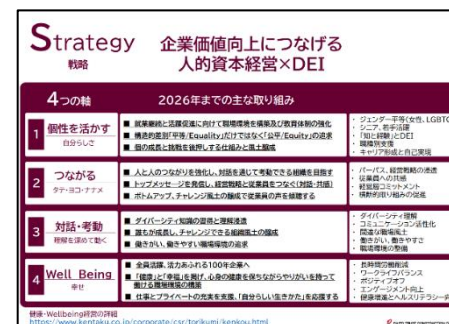 Strategy
戦略
企業価値向上につなげる
人的資本経営×DEI
4つの軸
2026年までの主な取り組み
1 個性を活かす
自分らしさ
■ 就業継続と活躍促進に向けて職場環境を構築及び教育体制の強化
■ 構造的差別「平等/Equality」だけではなく「公平/Equity」の追求
■ 個の成長と挑戦を後押しする仕組みと風土醸成
・ ジェンダー平等(女性、LGBTQ
・ シニア、若手活躍
・ 「知と経験」とDEI
・ 職種別支援
・ キャリア形成と自己実現
2 つながる
タテ・ヨコ・ナナメ
■ 人と人のつながりを強化し、対話を通じて考動できる組織を目指す
■ トップメッセージを発信し、経営戦略と従業員をつなぐ(対話・共感)
■ ボトムアップ、チャレンジ風土の醸成で従業員の声を傾聴する
・ パーパス、経営戦略の浸透
・ 従業員への共感
・ 経営層コミットメント
・ 横断的取り組みの促進
3 対話・考動
理解を深めて動く
■ ダイバーシティ知識の習得と理解浸透
■ 誰もが成長し、チャレンジできる組織風土の醸成
■ 働きがい、働きやすい職場環境の追求
・ ダイバーシティ理解
・ コミュニケーション活性化
・ 闊達な職場風土
・ 働きがい、働きやすさ
・ 職場環境の整備
4 Well Being
幸せ
■ 全員活躍、活力あふれる100年企業へ
■ 「健康」と「幸福」を掲げ、心身の健康を保ちながらやりがいを持って
働ける職場環境の構築
■ 仕事とプライベートの充実を支援、「自分らしい生きかた」を応援する
・ 長時間労働削減
・ ワークライフバランス
・ ポジティブオフ
・ エンゲージメント向上
・ 健康増進とヘルスリテラシー向
健康・Wellbeing経営の詳細
https://www.kentaku.co.jp/corporate/csr/torikumi/kenkou.html